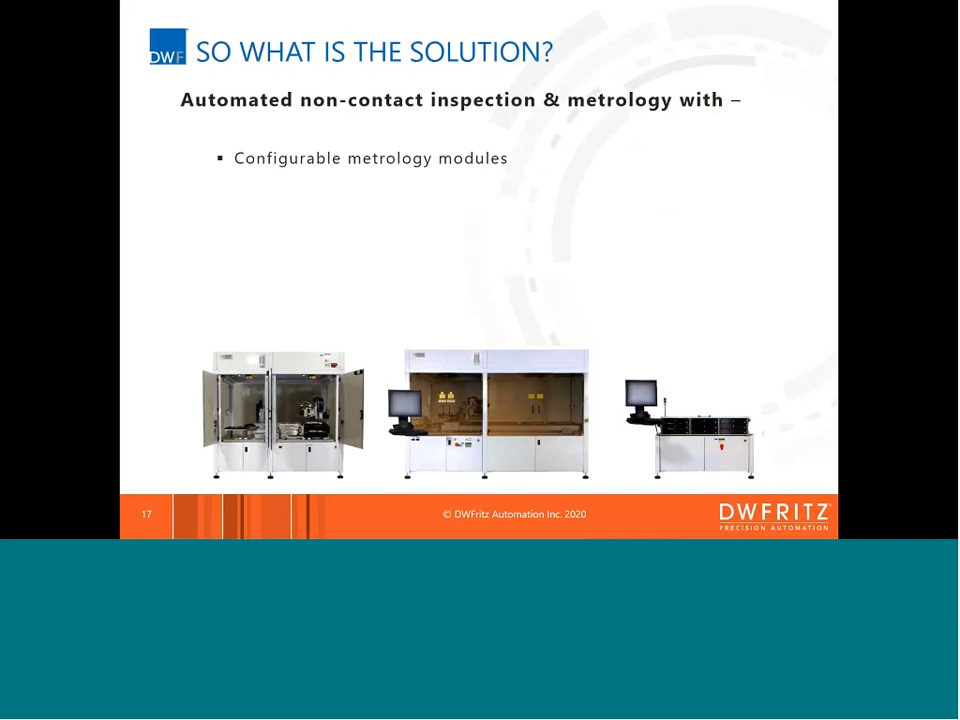 DWF SO WHAT IS THE SOLUTION?
Automated non-contact inspection & metrology with –
▪ Configurable metrology modules
17
© DWFritz Automation Inc. 2020
DWFRITZ
PRECISION AUTOMATION